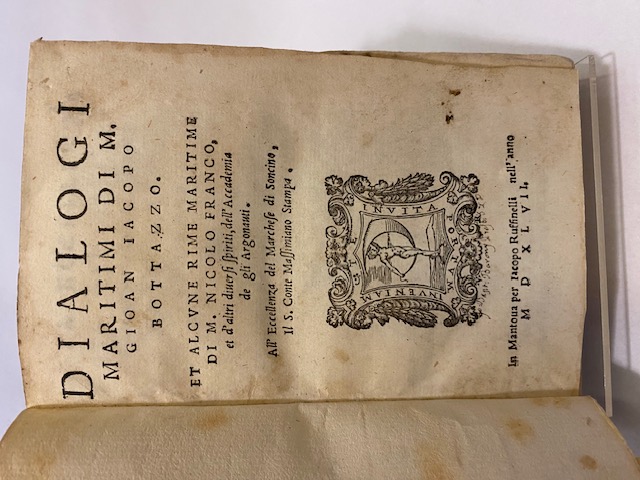 DIALOGI
MARITIMI DI M.
GIOAN IACOPO
BOTTAZZO.
ET ALCVNE RIME MARITIME
DI M. NICOLO FRANCO,
et d'altri diuersi spiriti, dell'Accademia
de gli Argonauti.
All'Eccellenza del Marchese di Soncino,
Il S. Conte Massimiano Stampa.
INVENIAM
PORTVM
In Mantoua per Iacopo Ruffinelli nell'anno
M D XLVII.